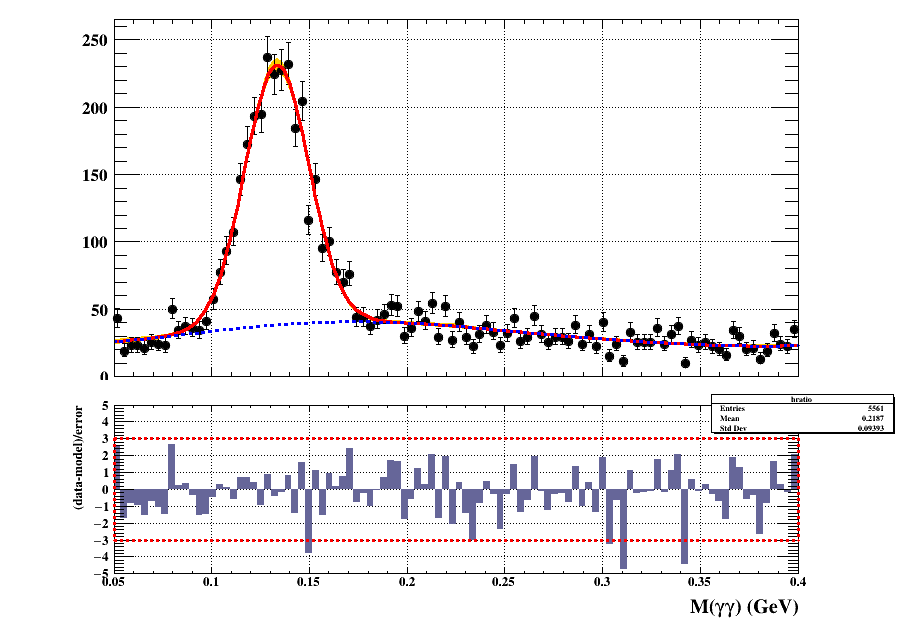 250
200
150
100
50
0
hratio
Entries 5561
Mean 0.2187
Std Dev 0.09393
(data-model)/error
5
4
3
2
1
0
−1
−2
−3
−4
−5
0.05 0.1 0.15 0.2 0.25 0.3 0.35 0.4
M(γγ) (GeV)